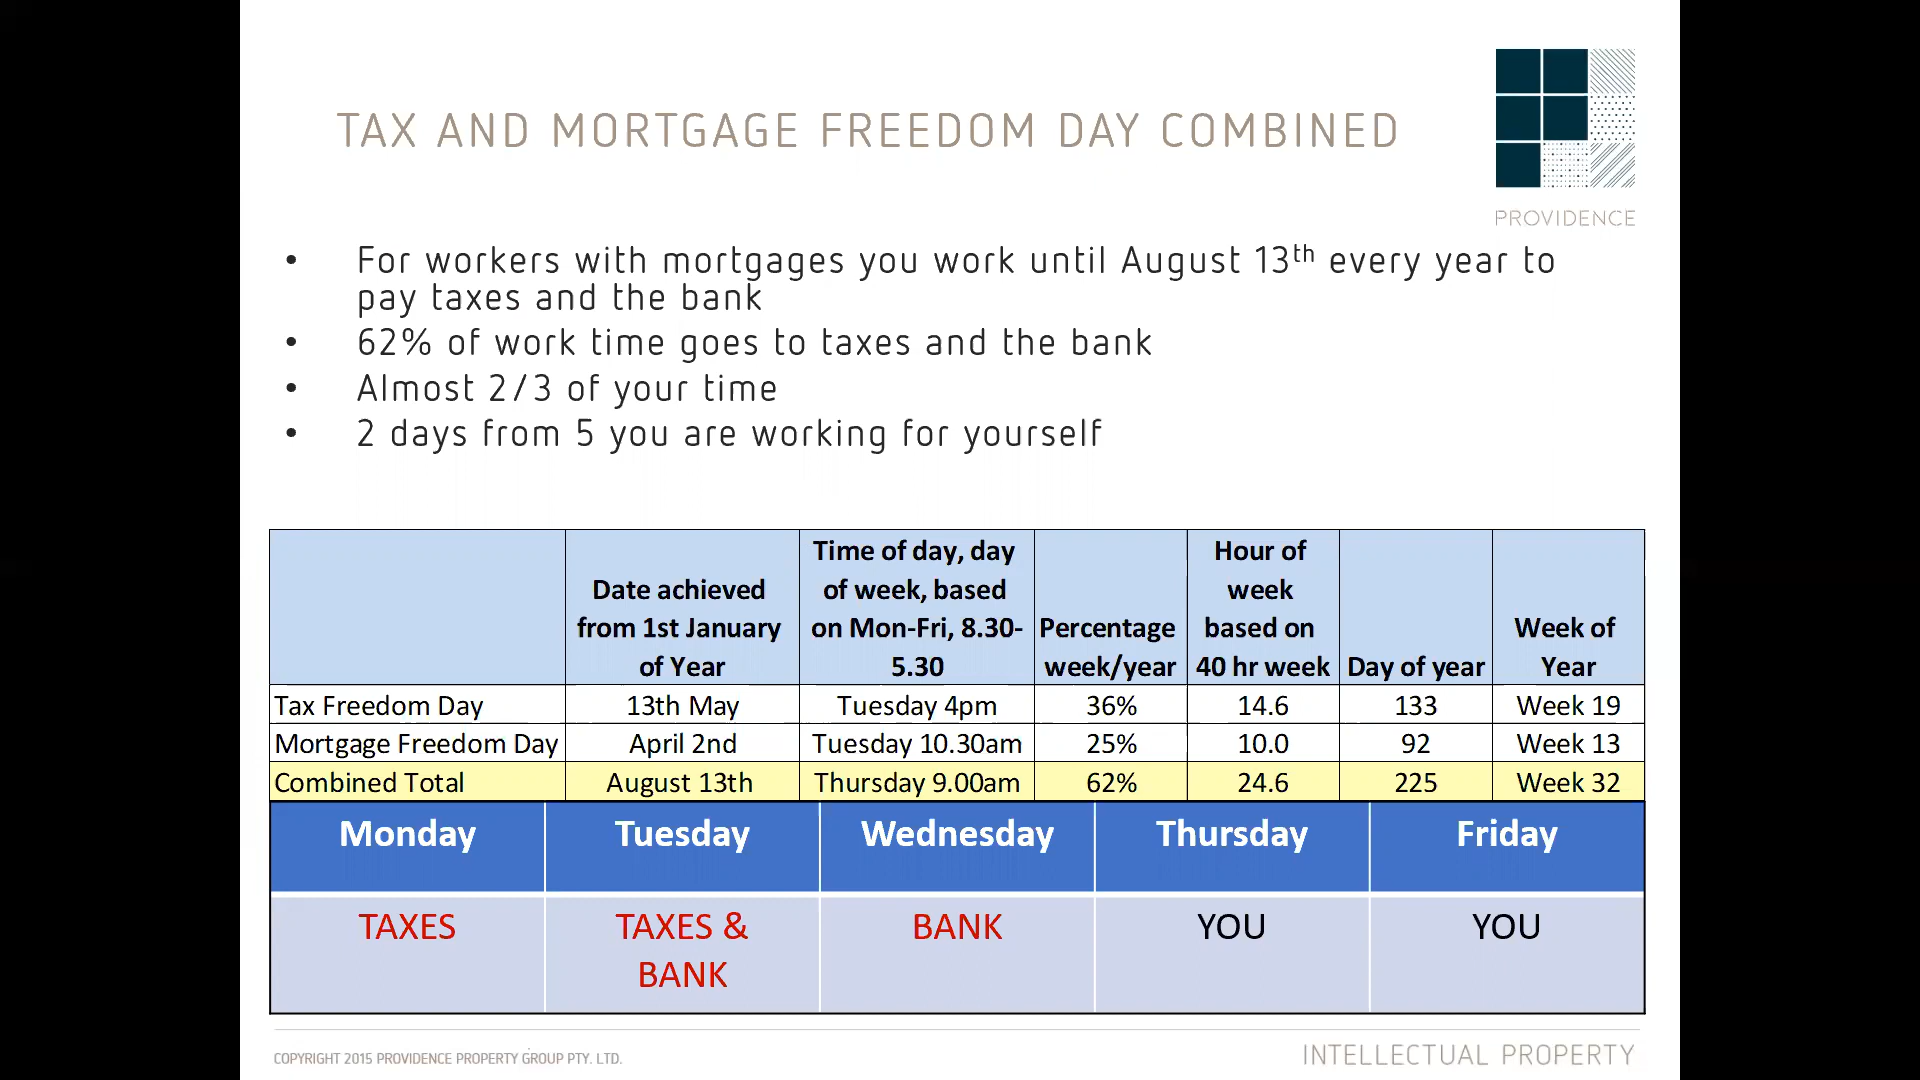 TAX AND MORTGAGE FREEDOM DAY COMBINED
PROVIDENCE
• For workers with mortgages you work until August 13th every year to
pay taxes and the bank
• 62% of work time goes to taxes and the bank
• Almost 2/3 of your time
• 2 days from 5 you are working for yourself
Date achieved
from 1st January
of Year
Time of day, day
of week, based
on Mon-Fri, 8.30-
5.30
Percentage
week/year
Hour of
week
based on
40 hr week
Day of year
Week of
Year
Tax Freedom Day 13th May Tuesday 4pm 36% 14.6 133 Week 19
Mortgage Freedom Day April 2nd Tuesday 10.30am 25% 10.0 92 Week 13
Combined Total August 13th Thursday 9.00am 62% 24.6 225 Week 32
Monday Tuesday Wednesday Thursday Friday
TAXES TAXES & BANK YOU YOU
BANK
COPYRIGHT 2015 PROVIDENCE PROPERTY GROUP PTY. LTD.
INTELLECTUAL PROPERTY